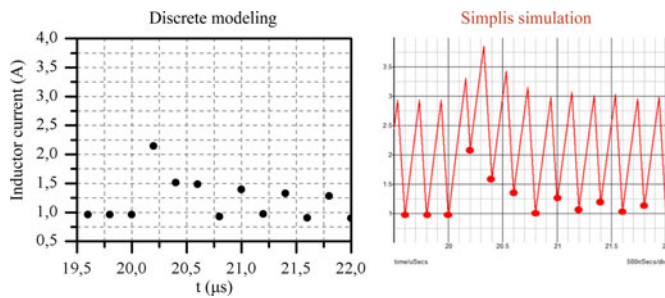 Discrete modeling
Simplis simulation
Inductor current (A)
4,0
3,5
3,0
2,5
2,0
1,5
1,0
0,5
19,5 20,0 20,5 21,0 21,5 22,0
t (µs)
3.5
3
2.5
2
1.5
1
0.5
20 20.5 21 21.5
time/uSecs 500nSecs/div